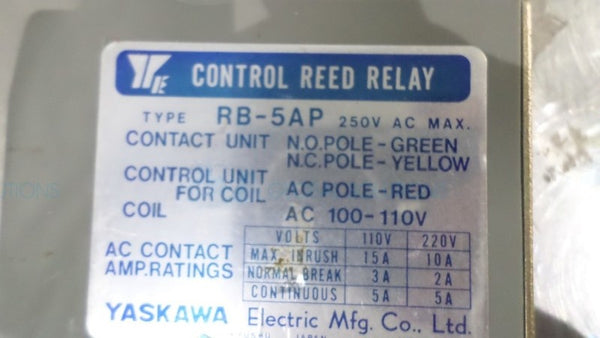 YE CONTROL REED RELAY
TYPE RB-5AP 250V AC MAX.
CONTACT UNIT N.O.POLE-GREEN
N.C.POLE-YELLOW
CONTROL UNIT
FOR COIL AC POLE-RED
COIL AC 100-110V
AC CONTACT AMP.RATINGS
VOLTS 110V 220V
MAX. INRUSH 15A 10A
NORMAL BREAK 3A 2A
CONTINUOUS 5A 5A
YASKAWA Electric Mfg. Co., Ltd.
JAPAN